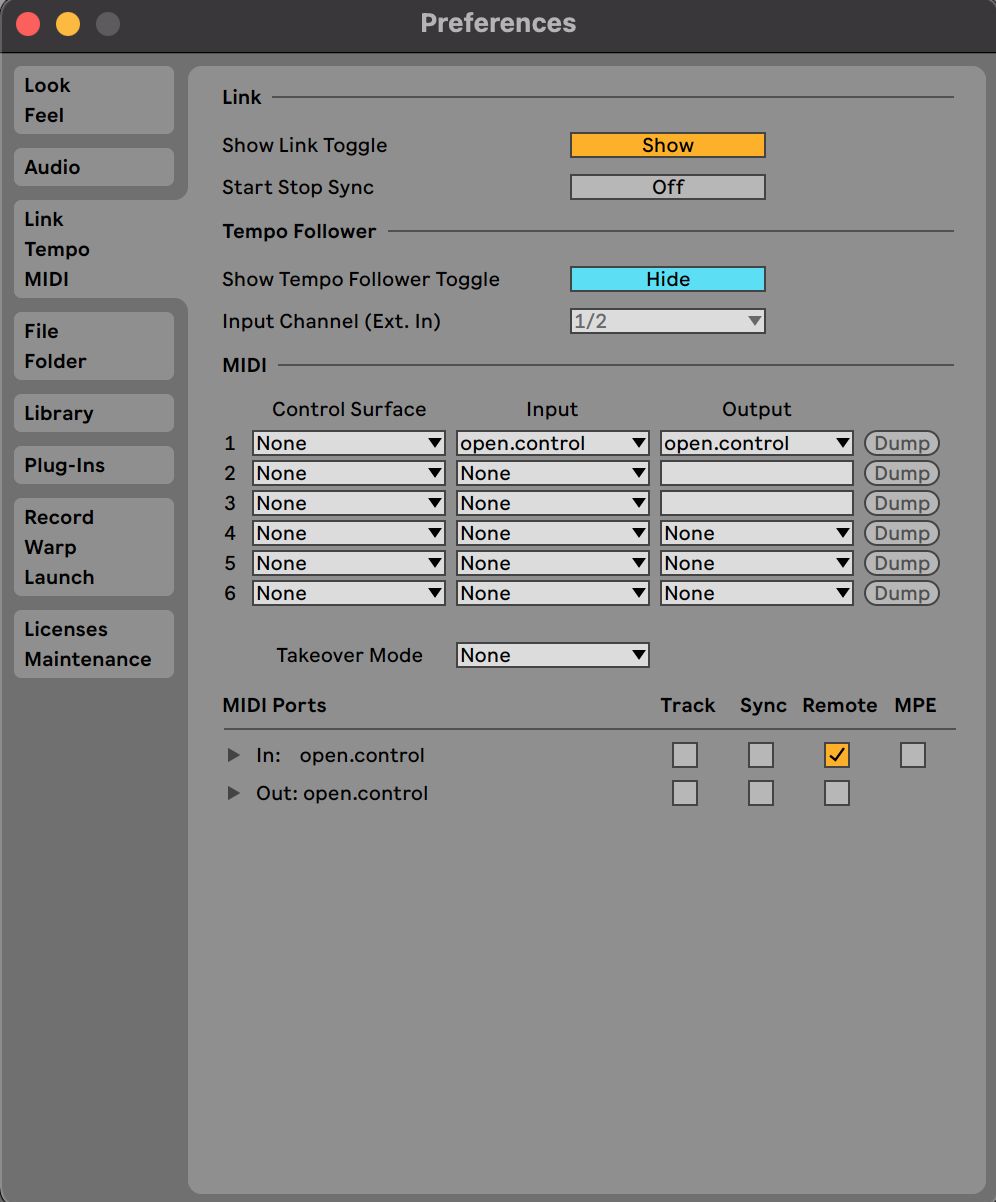 Preferences
Look
Feel
Audio
Link
Tempo
MIDI
File
Folder
Library
Plug-Ins
Record
Warp
Launch
Licenses
Maintenance
Link
Show Link Toggle Show
Start Stop Sync Off
Tempo Follower
Show Tempo Follower Toggle Hide
Input Channel (Ext. In) 1/2
MIDI
Control Surface Input Output
1 None open.control open.control Dump
2 None None Dump
3 None None Dump
4 None None None Dump
5 None None None Dump
6 None None None Dump
Takeover Mode None
MIDI Ports Track Sync Remote MPE
In: open.control
Out: open.control